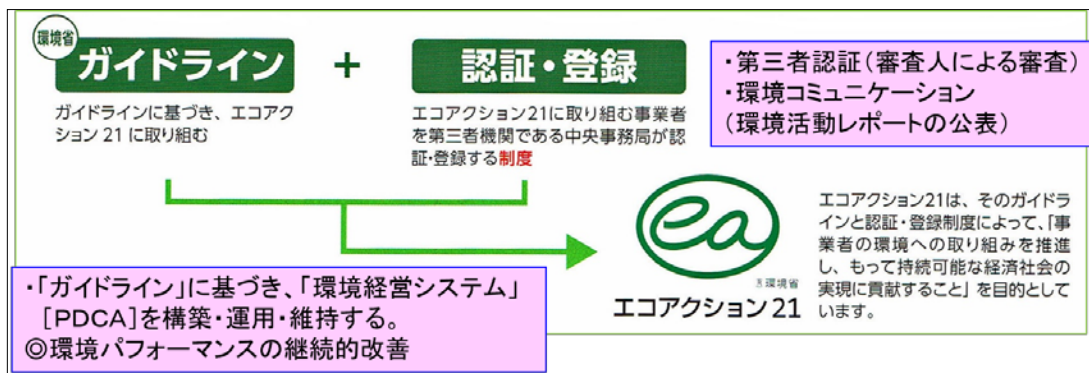 環境省
ガイドライン
+
認証・登録
ガイドラインに基づき、エコアク
ション 21 に取り組む
エコアクション21に取り組む事業者
を第三者機関である中央事務局が認
証・登録する制度
・第三者認証(審査人による審査)
・環境コミュニケーション
(環境活動レポートの公表)
ea
環境省
エコアクション 21
エコアクション21は、そのガイドラ
インと認証・登録制度によって、「事
業者の環境への取り組みを推進
し、もって持続可能な経済社会の
実現に貢献すること」を目的として
います。
・「ガイドライン」に基づき、「環境経営システム」
[PDCA]を構築・運用・維持する。
◎環境パフォーマンスの継続的改善